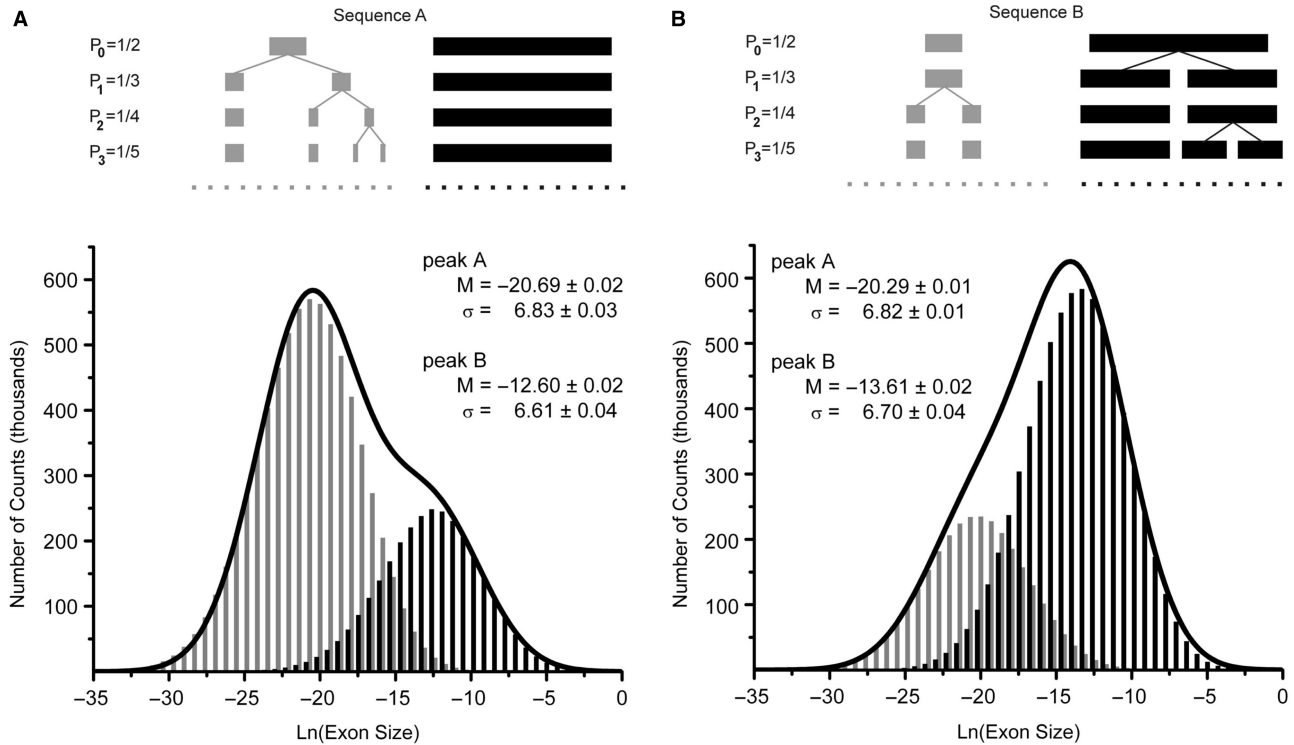 A
Sequence A
P0=1/2
P1=1/3
P2=1/4
P3=1/5
B
Sequence B
P0=1/2
P1=1/3
P2=1/4
P3=1/5
Number of Counts (thousands)
600
500
400
300
200
100
peak A
M = −20.69 ± 0.02
σ = 6.83 ± 0.03
peak B
M = −12.60 ± 0.02
σ = 6.61 ± 0.04
−35 −30 −25 −20 −15 −10 −5 0
Ln(Exon Size)
Number of Counts (thousands)
600
500
400
300
200
100
peak A
M = −20.29 ± 0.01
σ = 6.82 ± 0.01
peak B
M = −13.61 ± 0.02
σ = 6.70 ± 0.04
−35 −30 −25 −20 −15 −10 −5 0
Ln(Exon Size)